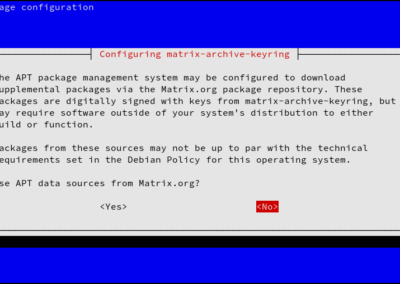 age configuration
Configuring matrix-archive-keyring
he APT package management system may be configured to download
upplemental packages via the Matrix.org package repository. These
ackages are digitally signed with keys from matrix-archive-keyring, but
ay require software outside of your system's distribution to either
uild or function.
ackages from these sources may not be up to par with the technical
equirements set in the Debian Policy for this operating system.
se APT data sources from Matrix.org?
<Yes> <No>